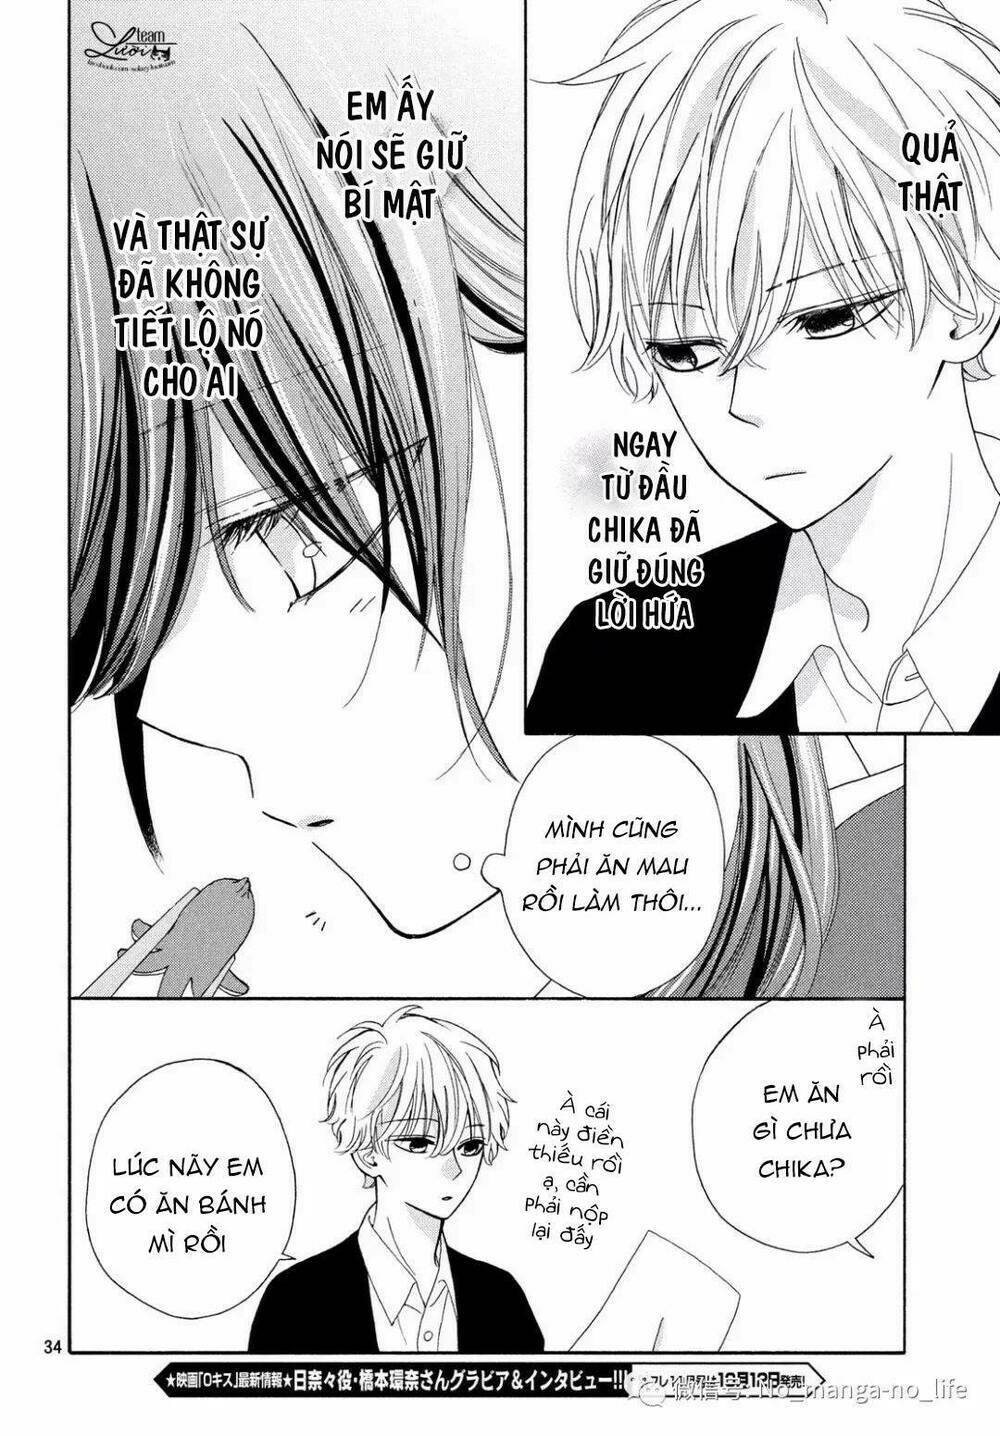 team
Lười
QUẢ
THẬT
NGAY
TỪ ĐẦU
CHIKA ĐÃ
GIỮ ĐÚNG
LỜI HỨA
EM ẤY
NÓI SẼ GIỮ
BÍ MẬT
VÀ THẬT SỰ
ĐÃ KHÔNG
TIẾT LỘ NÓ
CHO AI
MÌNH CŨNG
PHẢI ĂN MAU
RỒI LÀM THÔI...
À
phải
rồi
EM ĂN
GÌ CHƯA
CHIKA?
À cái
này điền
thiếu rồi
ạ, cần
phải nộp
lại đấy
LÚC NÃY EM
CÓ ĂN BÁNH
MÌ RỒI
34
★映画「0キス」最新情報★日奈々役・橋本環奈さんグラビア&インタビュー!!!
微信号: No_manga-no_life